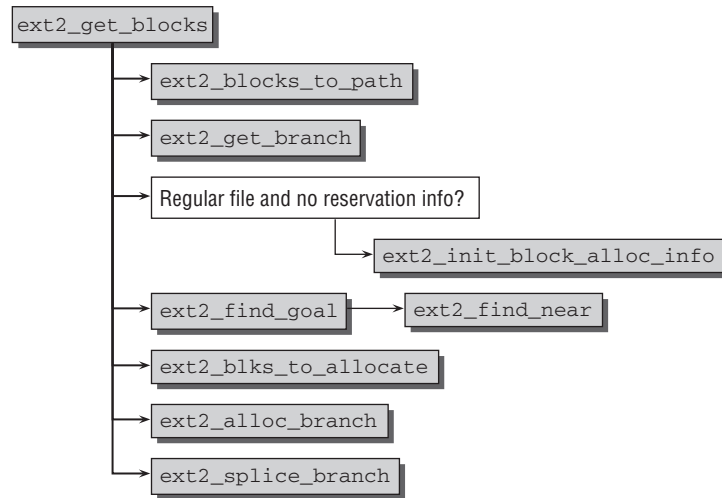 ext2_get_blocks
ext2_blocks_to_path
ext2_get_branch
Regular file and no reservation info?
ext2_init_block_alloc_info
ext2_find_goal
ext2_find_near
ext2_blks_to_allocate
ext2_alloc_branch
ext2_splice_branch